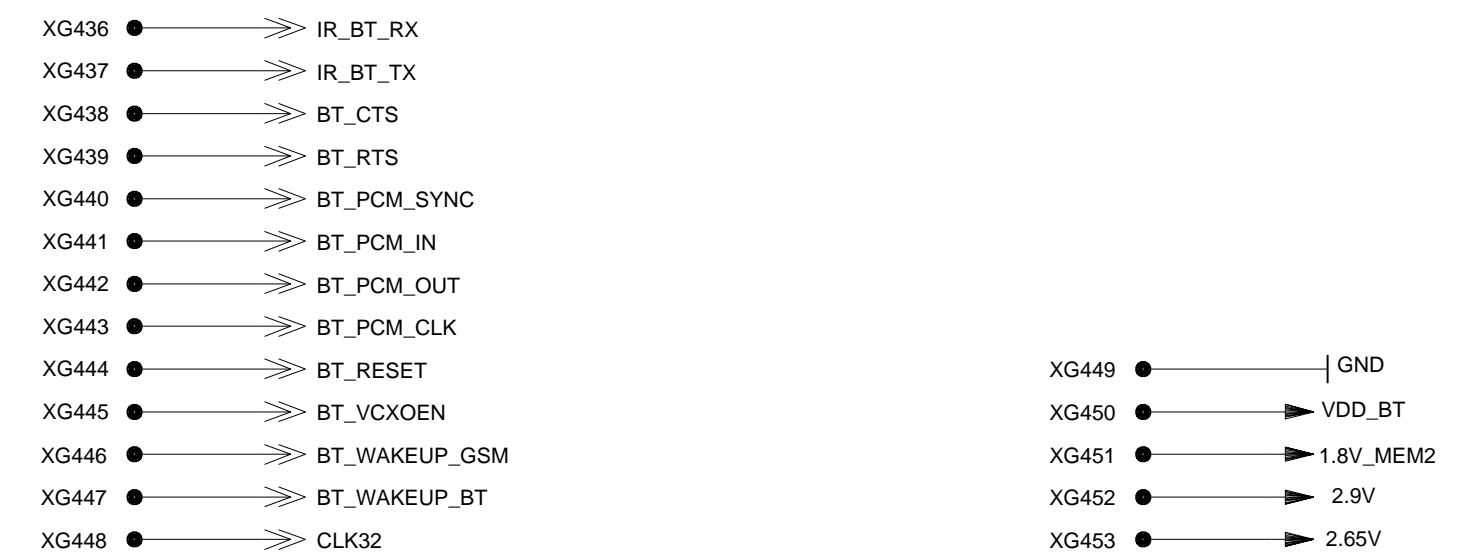 XG436 IR_BT_RX
XG437 IR_BT_TX
XG438 BT_CTS
XG439 BT_RTS
XG440 BT_PCM_SYNC
XG441 BT_PCM_IN
XG442 BT_PCM_OUT
XG443 BT_PCM_CLK
XG444 BT_RESET
XG445 BT_VCXOEN
XG446 BT_WAKEUP_GSM
XG447 BT_WAKEUP_BT
XG448 CLK32
XG449 GND
XG450 VDD_BT
XG451 1.8V_MEM2
XG452 2.9V
XG453 2.65V